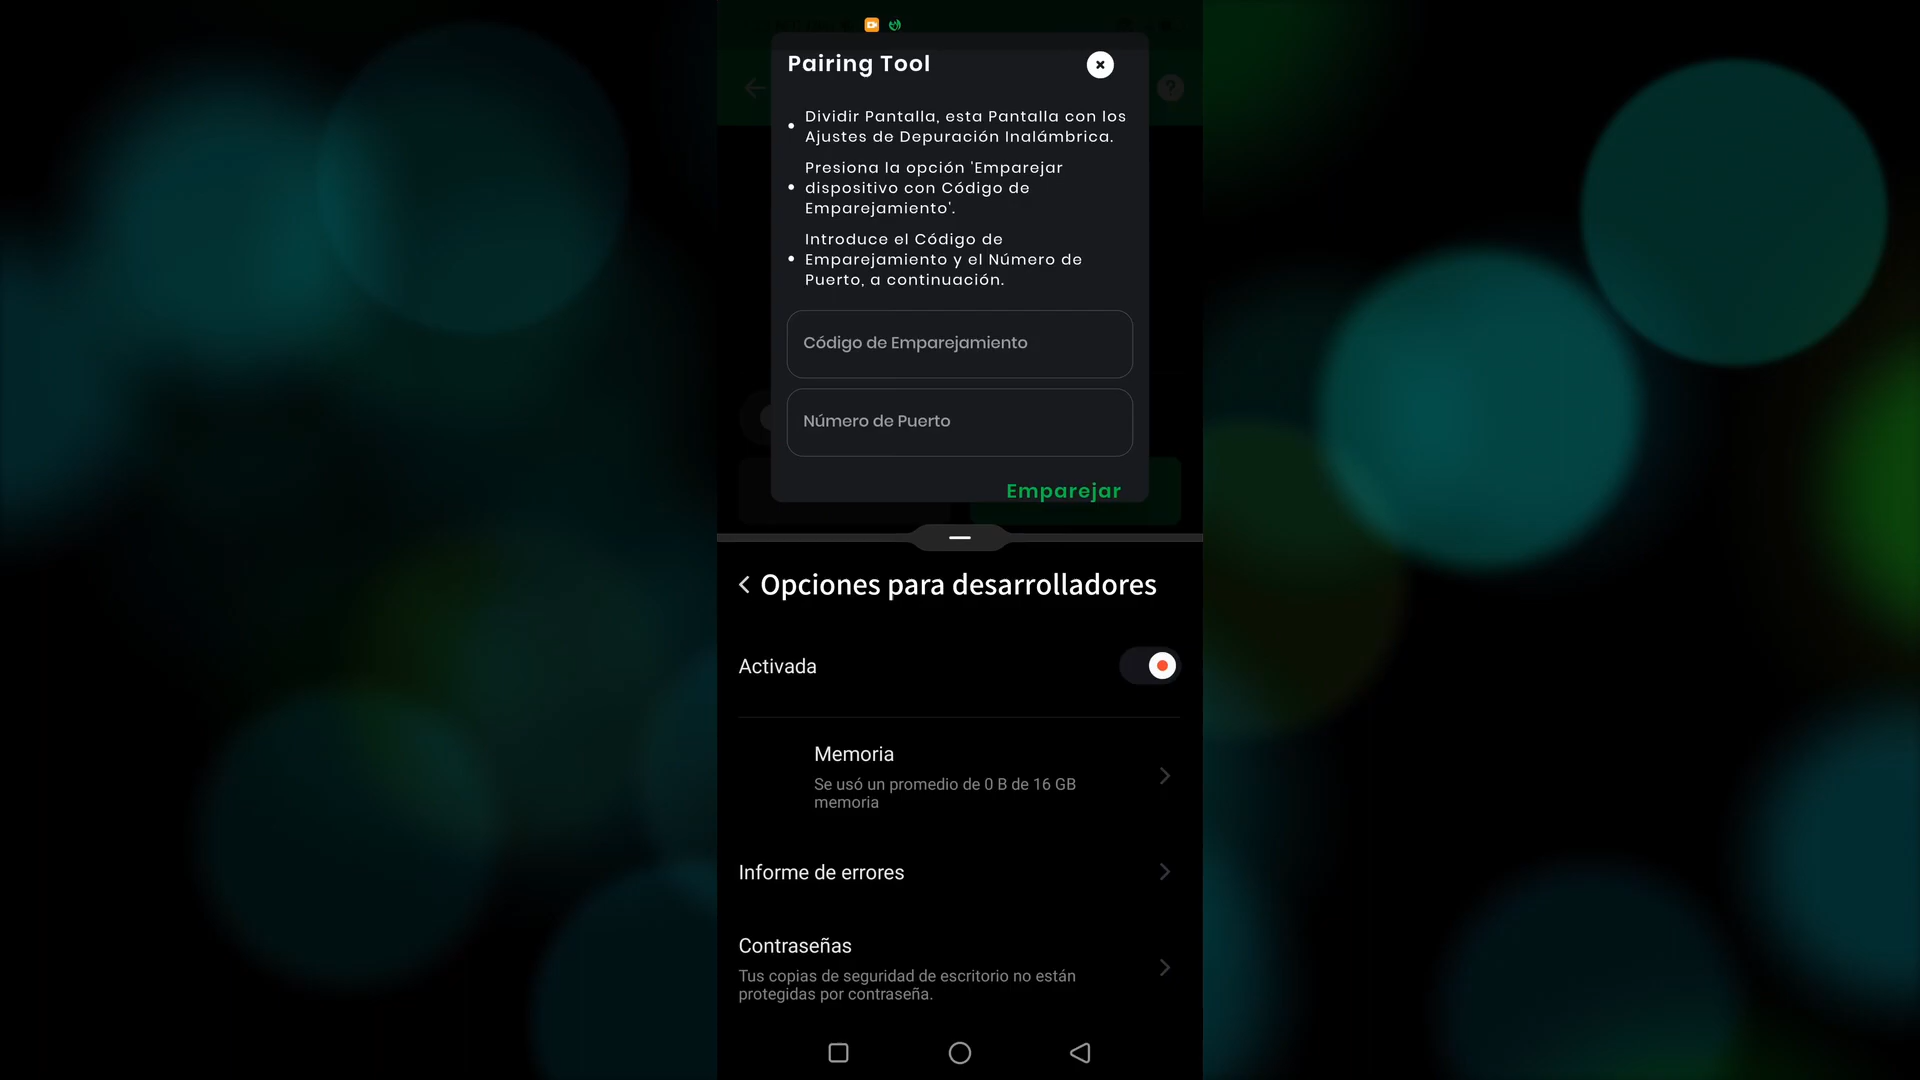 Pairing Tool
Dividir Pantalla, esta Pantalla con los
Ajustes de Depuración Inalámbrica.
Presiona la opción 'Emparejar
dispositivo con Código de
Emparejamiento'.
Introduce el Código de
Emparejamiento y el Número de
Puerto, a continuación.
Código de Emparejamiento
Número de Puerto
Emparejar
Opciones para desarrolladores
Activada
Memoria
Se usó un promedio de 0 B de 16 GB
memoria
Informe de errores
Contraseñas
Tus copias de seguridad de escritorio no están
protegidas por contraseña.